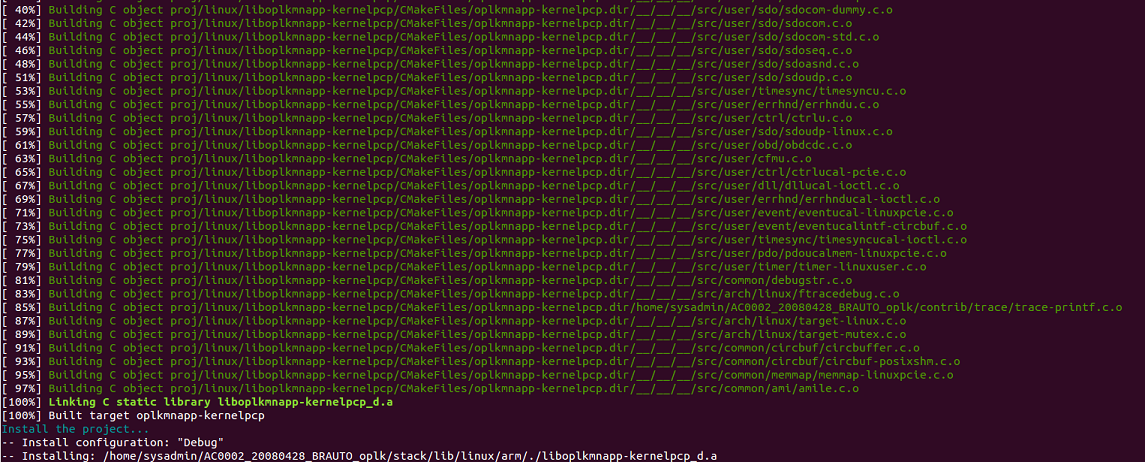 [ 40%] Building C object proj/linux/liboplkmnapp-kernelpcp/CMakeFiles/oplkmnapp-kernelpcp.dir/__/__/__/src/user/sdo/sdocom-dummy.c.o
[ 42%] Building C object proj/linux/liboplkmnapp-kernelpcp/CMakeFiles/oplkmnapp-kernelpcp.dir/__/__/__/src/user/sdo/sdocom.c.o
[ 44%] Building C object proj/linux/liboplkmnapp-kernelpcp/CMakeFiles/oplkmnapp-kernelpcp.dir/__/__/__/src/user/sdo/sdocom-std.c.o
[ 46%] Building C object proj/linux/liboplkmnapp-kernelpcp/CMakeFiles/oplkmnapp-kernelpcp.dir/__/__/__/src/user/sdo/sdoseq.c.o
[ 48%] Building C object proj/linux/liboplkmnapp-kernelpcp/CMakeFiles/oplkmnapp-kernelpcp.dir/__/__/__/src/user/sdo/sdoasnd.c.o
[ 51%] Building C object proj/linux/liboplkmnapp-kernelpcp/CMakeFiles/oplkmnapp-kernelpcp.dir/__/__/__/src/user/sdo/sdoudp.c.o
[ 53%] Building C object proj/linux/liboplkmnapp-kernelpcp/CMakeFiles/oplkmnapp-kernelpcp.dir/__/__/__/src/user/timesync/timesyncu.c.o
[ 55%] Building C object proj/linux/liboplkmnapp-kernelpcp/CMakeFiles/oplkmnapp-kernelpcp.dir/__/__/__/src/user/errhnd/errhndu.c.o
[ 57%] Building C object proj/linux/liboplkmnapp-kernelpcp/CMakeFiles/oplkmnapp-kernelpcp.dir/__/__/__/src/user/ctrl/ctrlu.c.o
[ 59%] Building C object proj/linux/liboplkmnapp-kernelpcp/CMakeFiles/oplkmnapp-kernelpcp.dir/__/__/__/src/user/sdo/sdoudp-linux.c.o
[ 61%] Building C object proj/linux/liboplkmnapp-kernelpcp/CMakeFiles/oplkmnapp-kernelpcp.dir/__/__/__/src/user/obd/obdcdc.c.o
[ 63%] Building C object proj/linux/liboplkmnapp-kernelpcp/CMakeFiles/oplkmnapp-kernelpcp.dir/__/__/__/src/user/cfmu.c.o
[ 65%] Building C object proj/linux/liboplkmnapp-kernelpcp/CMakeFiles/oplkmnapp-kernelpcp.dir/__/__/__/src/user/ctrl/ctrlucal-pcie.c.o
[ 67%] Building C object proj/linux/liboplkmnapp-kernelpcp/CMakeFiles/oplkmnapp-kernelpcp.dir/__/__/__/src/user/dll/dllucal-ioctl.c.o
[ 69%] Building C object proj/linux/liboplkmnapp-kernelpcp/CMakeFiles/oplkmnapp-kernelpcp.dir/__/__/__/src/user/errhnd/errhnducal-ioctl.c.o
[ 71%] Building C object proj/linux/liboplkmnapp-kernelpcp/CMakeFiles/oplkmnapp-kernelpcp.dir/__/__/__/src/user/event/eventucal-linuxpcie.c.o
[ 73%] Building C object proj/linux/liboplkmnapp-kernelpcp/CMakeFiles/oplkmnapp-kernelpcp.dir/__/__/__/src/user/event/eventucalintf-circbuf.c.o
[ 75%] Building C object proj/linux/liboplkmnapp-kernelpcp/CMakeFiles/oplkmnapp-kernelpcp.dir/__/__/__/src/user/timesync/timesyncucal-ioctl.c.o
[ 77%] Building C object proj/linux/liboplkmnapp-kernelpcp/CMakeFiles/oplkmnapp-kernelpcp.dir/__/__/__/src/user/pdo/pdoucalmem-linuxpcie.c.o
[ 79%] Building C object proj/linux/liboplkmnapp-kernelpcp/CMakeFiles/oplkmnapp-kernelpcp.dir/__/__/__/src/user/timer/timer-linuxuser.c.o
[ 81%] Building C object proj/linux/liboplkmnapp-kernelpcp/CMakeFiles/oplkmnapp-kernelpcp.dir/__/__/__/src/common/debugstr.c.o
[ 83%] Building C object proj/linux/liboplkmnapp-kernelpcp/CMakeFiles/oplkmnapp-kernelpcp.dir/__/__/__/src/arch/linux/ftracedebug.c.o
[ 85%] Building C object proj/linux/liboplkmnapp-kernelpcp/CMakeFiles/oplkmnapp-kernelpcp.dir/home/sysadmin/AC0002_20080428_BRAUTO_oplk/contrib/trace/trace-printf.c.o
[ 87%] Building C object proj/linux/liboplkmnapp-kernelpcp/CMakeFiles/oplkmnapp-kernelpcp.dir/__/__/__/src/arch/linux/target-linux.c.o
[ 89%] Building C object proj/linux/liboplkmnapp-kernelpcp/CMakeFiles/oplkmnapp-kernelpcp.dir/__/__/__/src/arch/linux/target-mutex.c.o
[ 91%] Building C object proj/linux/liboplkmnapp-kernelpcp/CMakeFiles/oplkmnapp-kernelpcp.dir/__/__/__/src/common/circbuf/circbuffer.c.o
[ 93%] Building C object proj/linux/liboplkmnapp-kernelpcp/CMakeFiles/oplkmnapp-kernelpcp.dir/__/__/__/src/common/circbuf/circbuf-posixshm.c.o
[ 95%] Building C object proj/linux/liboplkmnapp-kernelpcp/CMakeFiles/oplkmnapp-kernelpcp.dir/__/__/__/src/common/memmap/memmap-linuxpcie.c.o
[ 97%] Building C object proj/linux/liboplkmnapp-kernelpcp/CMakeFiles/oplkmnapp-kernelpcp.dir/__/__/__/src/common/ami/amile.c.o
[100%] Linking C static library liboplkmnapp-kernelpcp_d.a
[100%] Built target oplkmnapp-kernelpcp
Install the project...
-- Install configuration: "Debug"
-- Installing: /home/sysadmin/AC0002_20080428_BRAUTO_oplk/stack/lib/linux/arm/./liboplkmnapp-kernelpcp_d.a